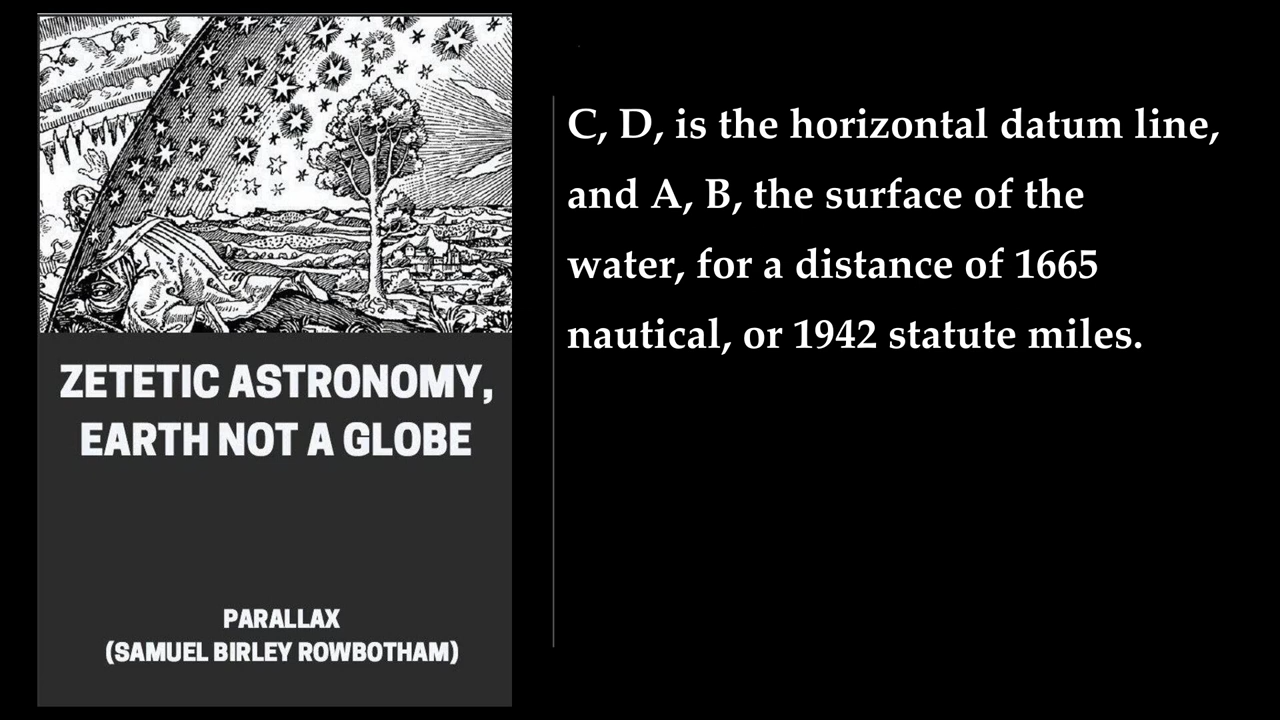 ZETETIC ASTRONOMY,
EARTH NOT A GLOBE
PARALLAX
(SAMUEL BIRLEY ROWBOTHAM)
C, D, is the horizontal datum line,
and A, B, the surface of the
water, for a distance of 1665
nautical, or 1942 statute miles.